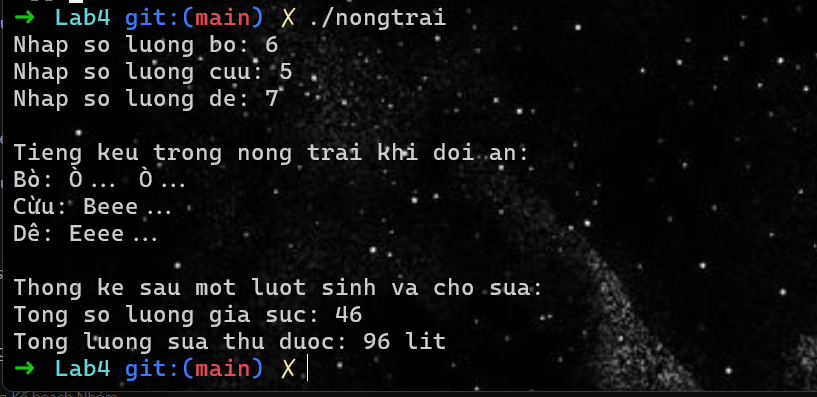 → Lab4 git:(main) ✗ ./nongtrai
Nhap so luong bo: 6
Nhap so luong cuu: 5
Nhap so luong de: 7
Tieng keu trong nong trai khi doi an:
Bò: Ò... Ò...
Cừu: Beee...
Dê: Eeee...
Thong ke sau mot luot sinh va cho sua:
Tong so luong gia suc: 46
Tong luong sua thu duoc: 96 lit
→ Lab4 git:(main) ✗
Kế hoạch Nhóm